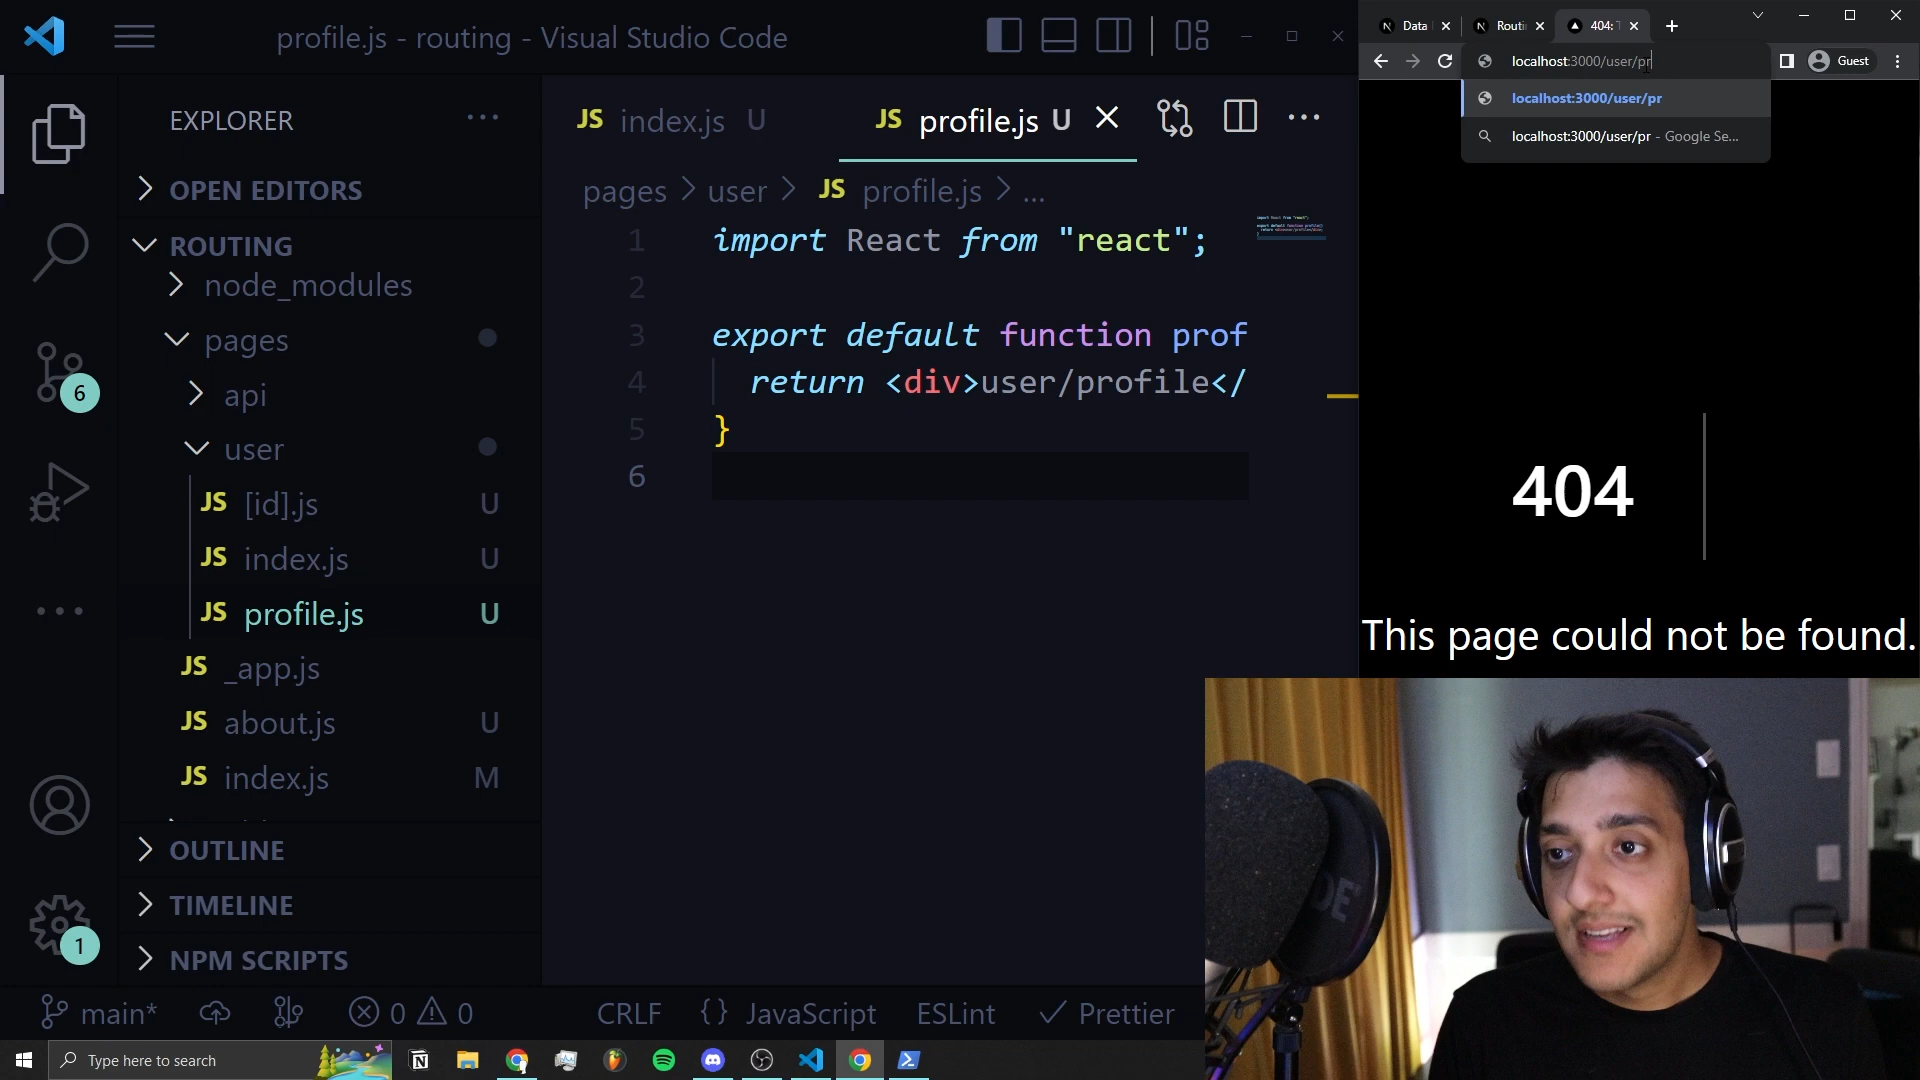 profile.js - routing - Visual Studio Code
EXPLORER
OPEN EDITORS
ROUTING
node_modules
pages
api
user
JS [id].js U
JS index.js U
JS profile.js U
JS _app.js
JS about.js U
JS index.js M
OUTLINE
TIMELINE
NPM SCRIPTS
6
1
JS index.js U
JS profile.js U
pages > user > JS profile.js > ...
1 import React from "react";
2
3 export default function prof
4 return <div>user/profile</
5 }
6
main*
0
0
CRLF
{} JavaScript
ESLint
Prettier
Type here to search
Data
Routi
404: T
localhost:3000/user/pr
Guest
localhost:3000/user/pr
localhost:3000/user/pr - Google Se...
404
This page could not be found.